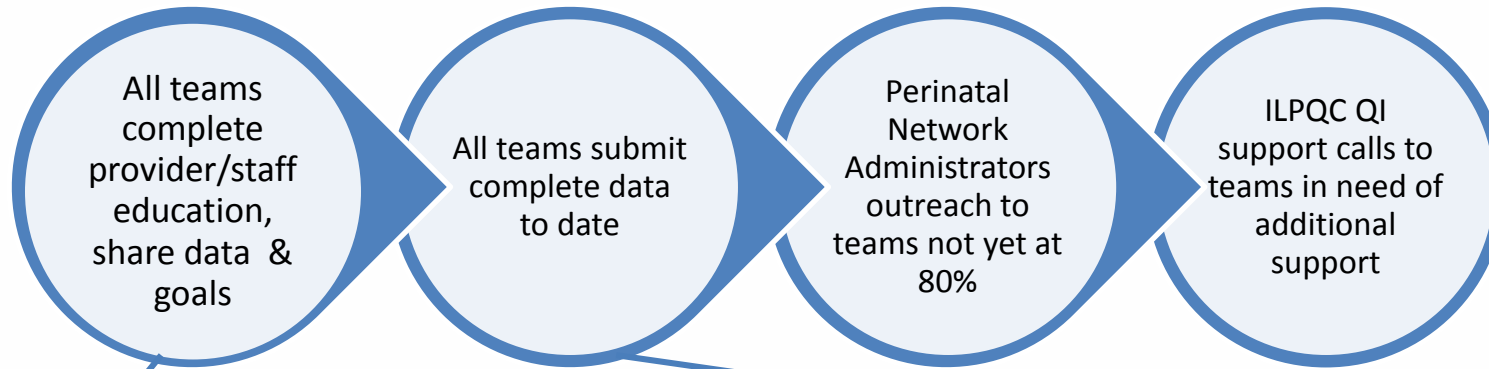 All teams
complete
provider/staff
education,
share data & 
goals
All teams submit
complete data
to date
Perinatal
Network
Administrators
outreach to
teams not yet at
80%
ILPQC QI
support calls to
teams in need of
additional
support